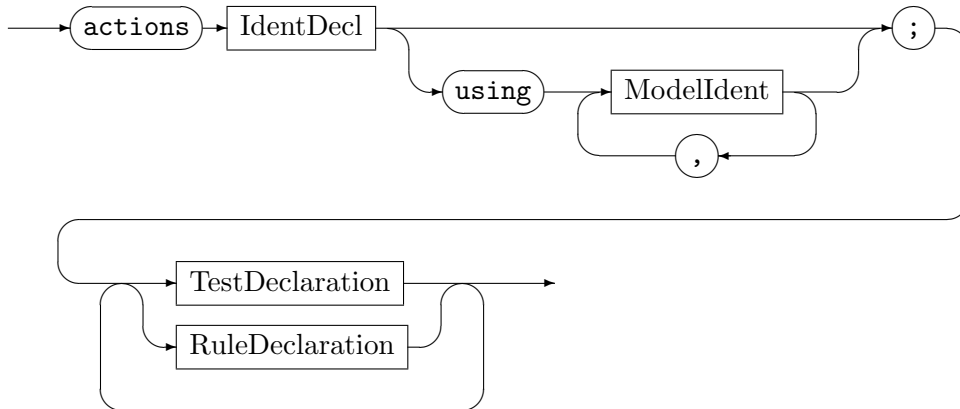 actions IdentDecl ;
using ModelIdent
,
TestDeclaration
RuleDeclaration